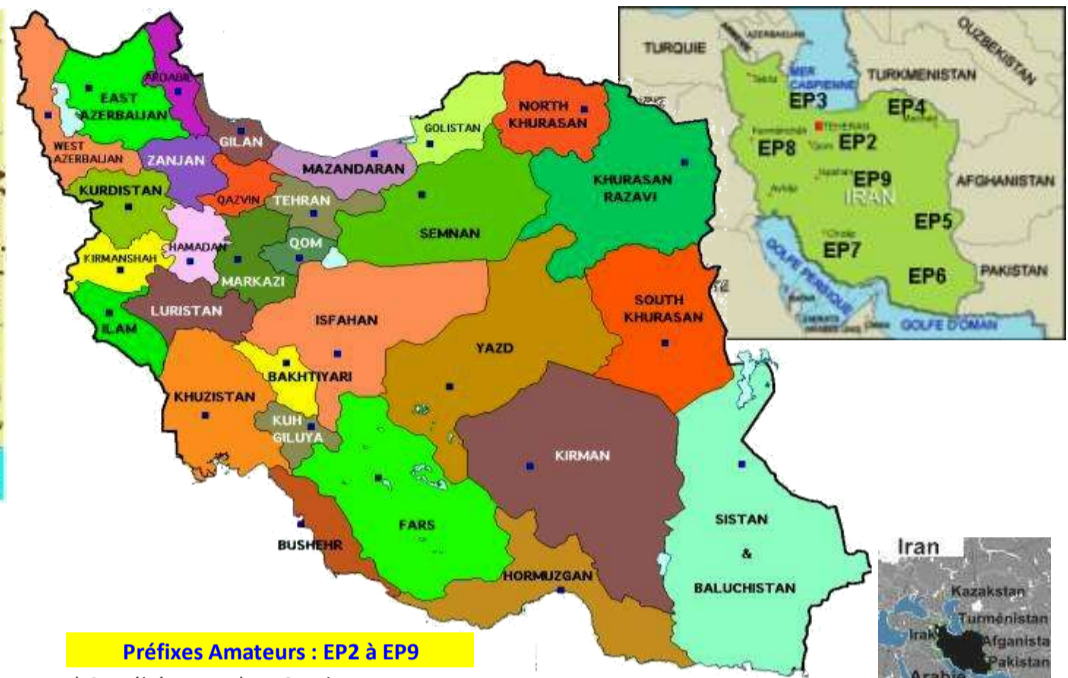 EAST
AZERBAIJAN
ARDABIL
WEST
AZERBAIJAN
GILAN
ZANJAN
KURDISTAN
QAZVIN
MAZANDARAN
GOLISTAN
NORTH
KHURASAN
KHURASAN
RAZAVI
TEHRAN
SEMNAN
HAMADAN
QOM
KIRMANSHAH
MARKAZI
LURISTAN
ILAM
ISFAHAN
YAZD
SOUTH
KHURASAN
BAKHTIYARI
KHUZISTAN
KUH
GILUYA
KIRMAN
FARS
SISTAN
&
BALUCHISTAN
BUSHEHR
HORMUZGAN
Préfixes Amateurs : EP2 à EP9
TURQUIE
AZERBAIDJAN
OUZBEKISTAN
MER
CASPIENNE
TURKMENISTAN
EP3
EP4
TEHERAN
EP2
EP8
EP9
IRAN
AFGHANISTAN
EP5
EP7
EP6
PAKISTAN
GOLFE PERSIQUE
GOLFE D'OMAN
Iran
Kazakstan
Turménistan
Irak
Afganista
Pakistan
Arabie